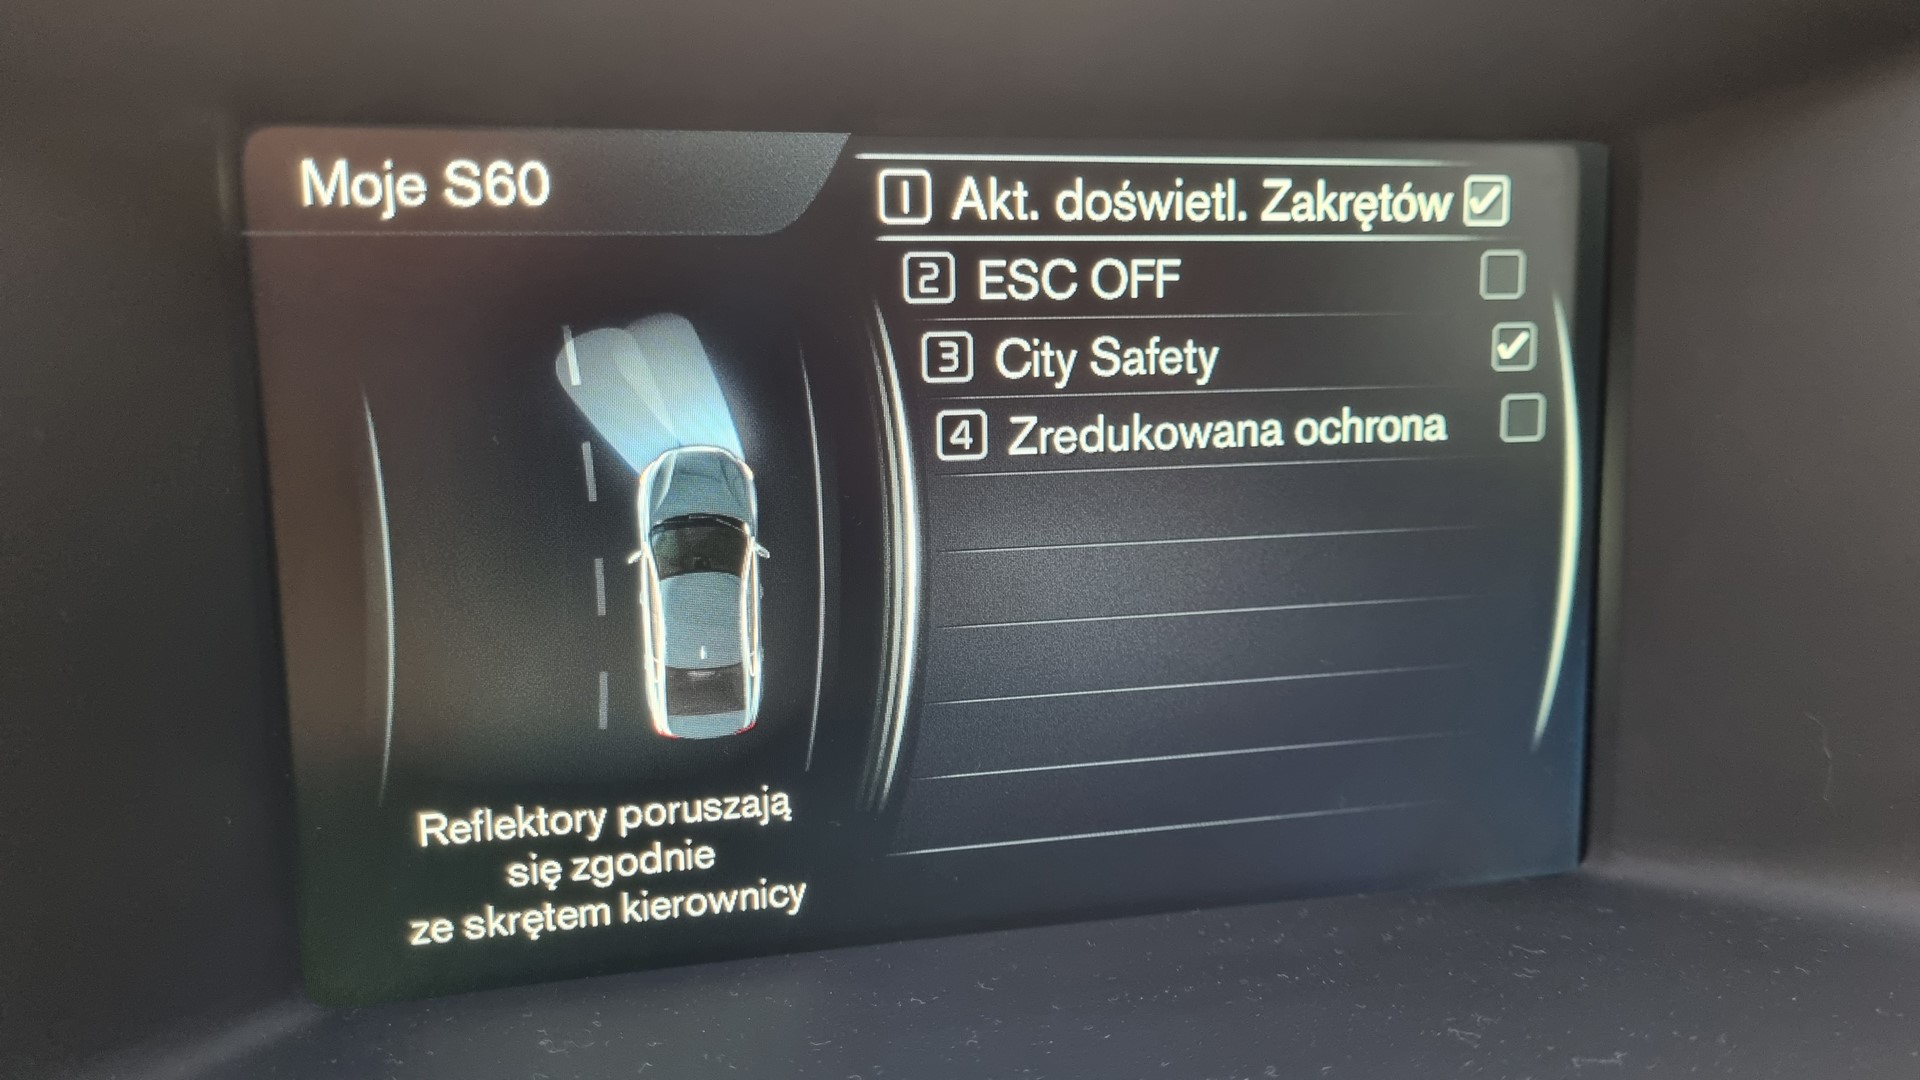 Moje S60
1 Akt. doświetl. Zakrętów
2 ESC OFF
3 City Safety
4 Zredukowana ochrona
Reflektory poruszają
się zgodnie
ze skrętem kierownicy